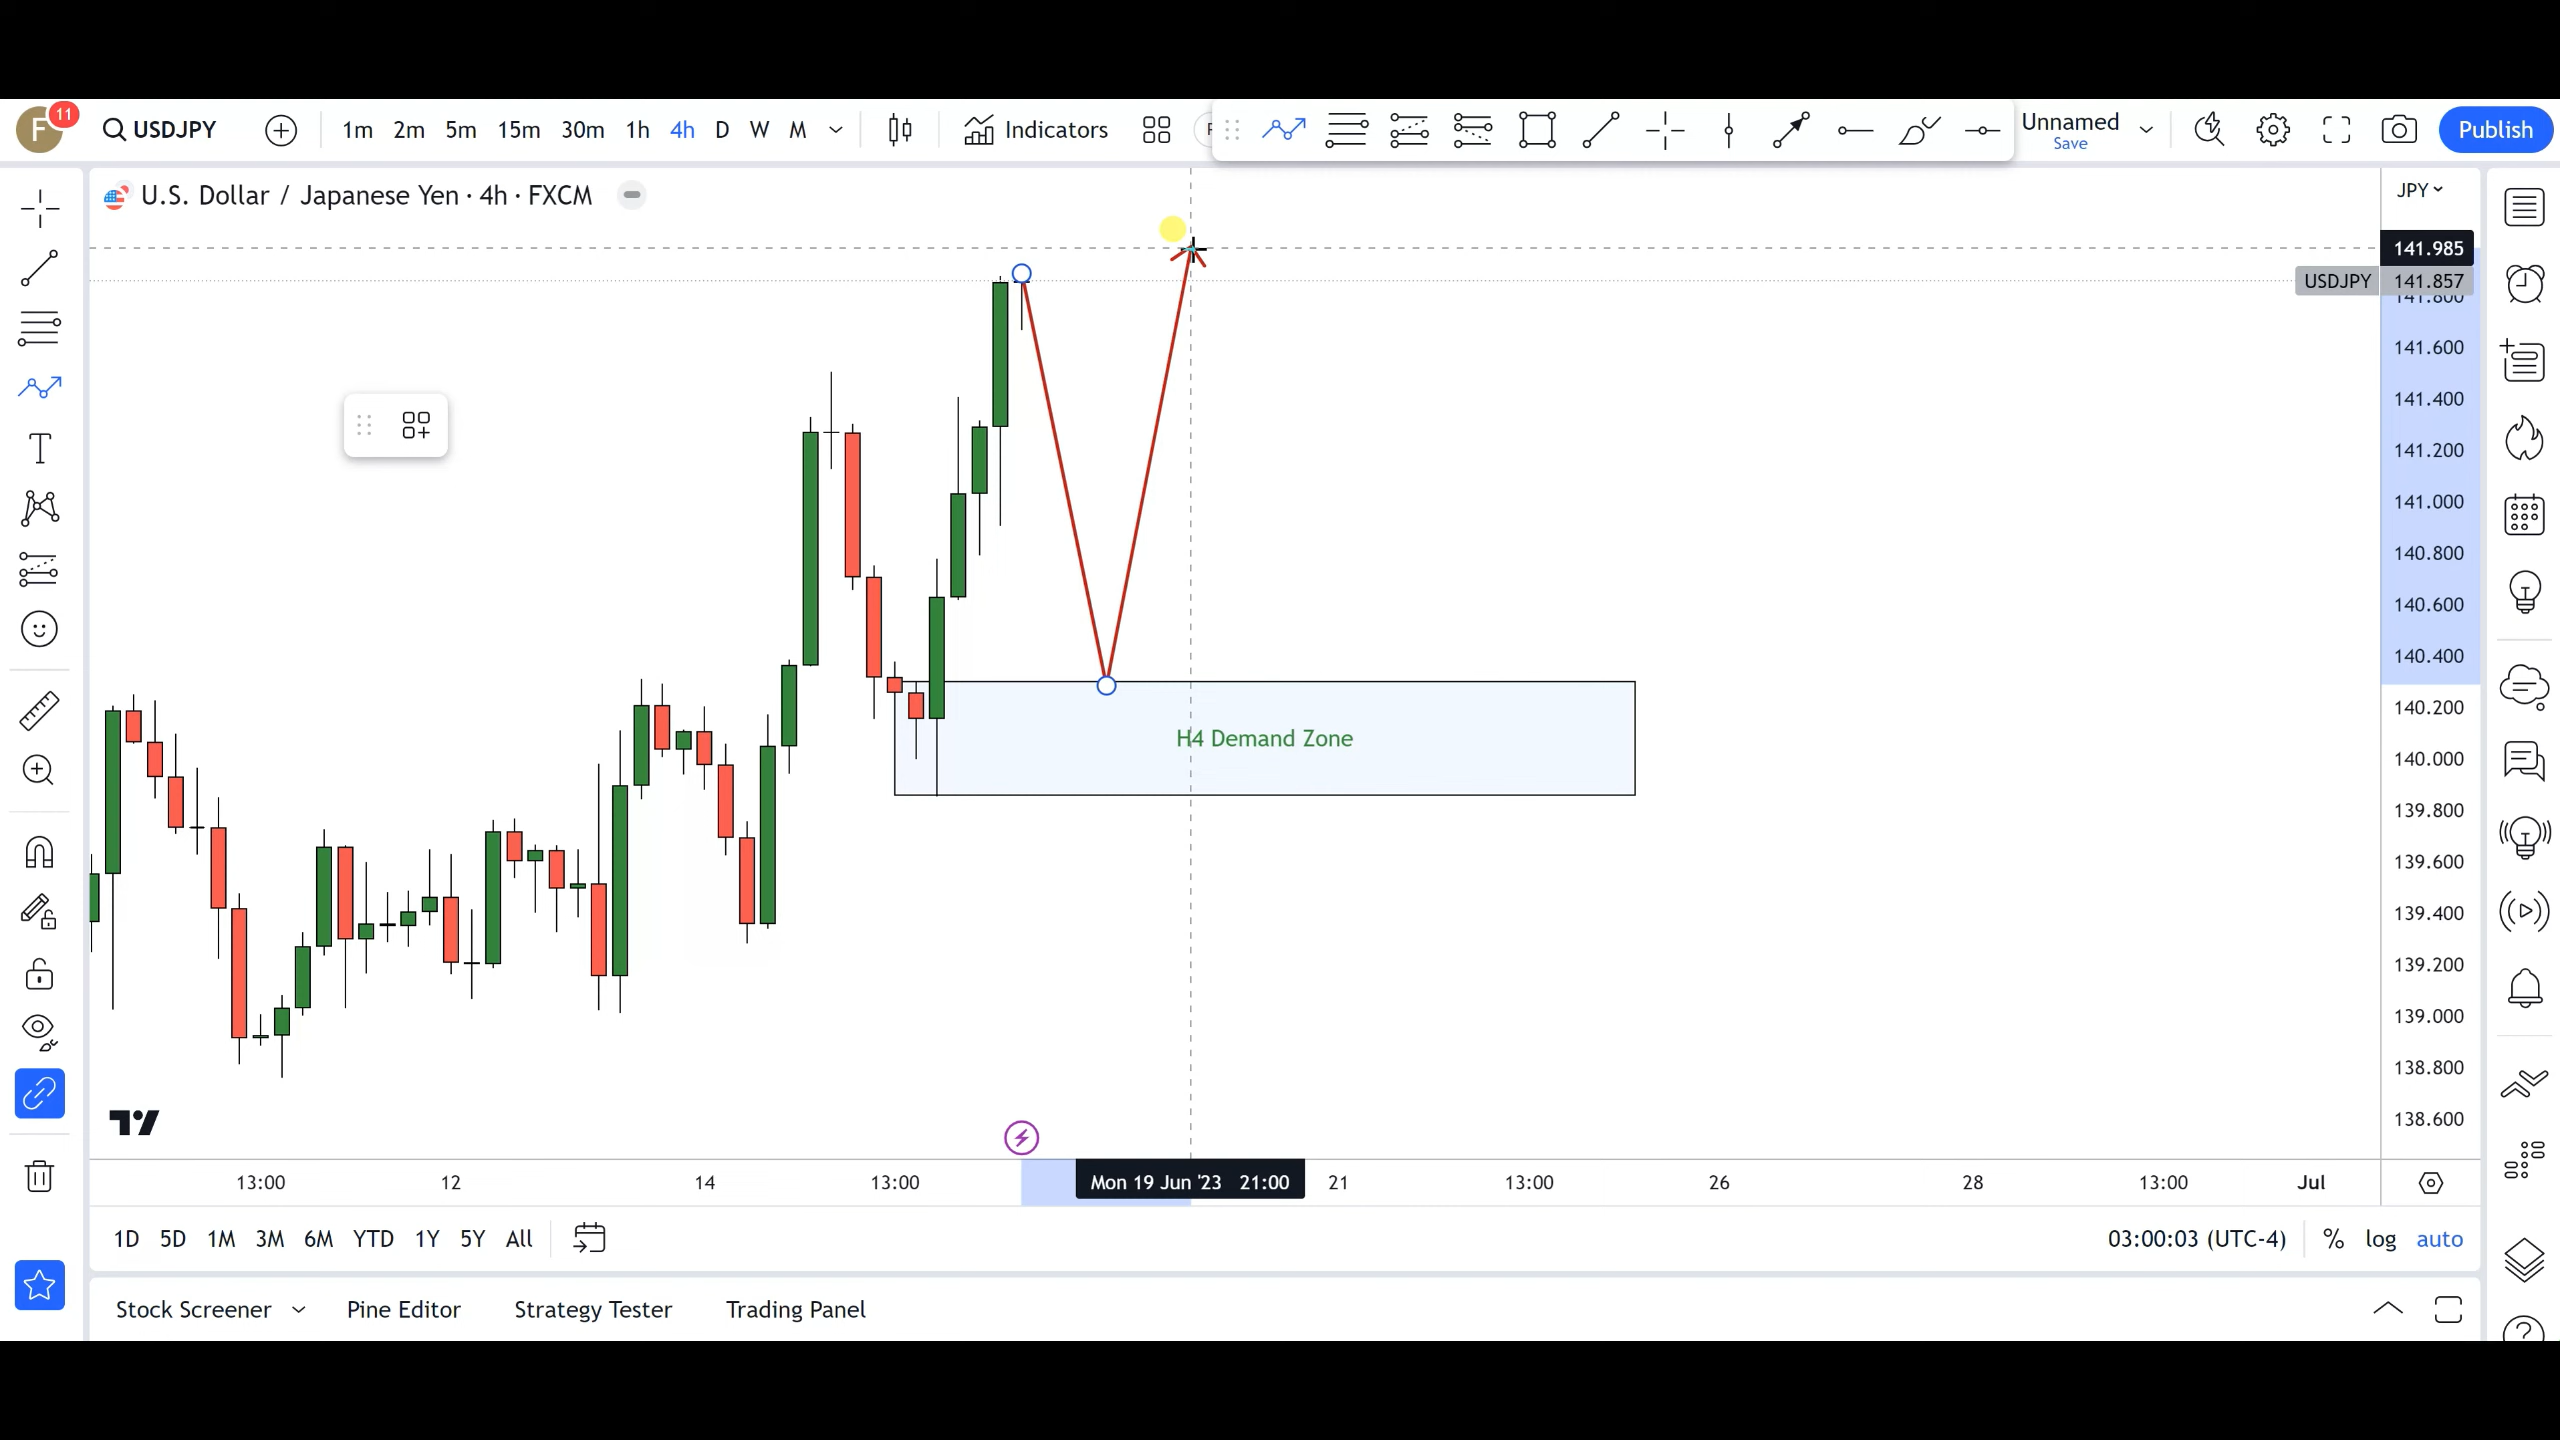 F 11 USDJPY 1m 2m 5m 15m 30m 1h 4h D W M Indicators Unnamed Save Publish
U.S. Dollar / Japanese Yen · 4h · FXCM
JPY
141.985
USDJPY 141.857
141.800
141.600
141.400
141.200
141.000
140.800
140.600
140.400
140.200
H4 Demand Zone
140.000
139.800
139.600
139.400
139.200
139.000
138.800
138.600
13:00 12 14 13:00 Mon 19 Jun '23 21:00 21 13:00 26 28 13:00 Jul
1D 5D 1M 3M 6M YTD 1Y 5Y All 03:00:03 (UTC-4) % log auto
Stock Screener Pine Editor Strategy Tester Trading Panel